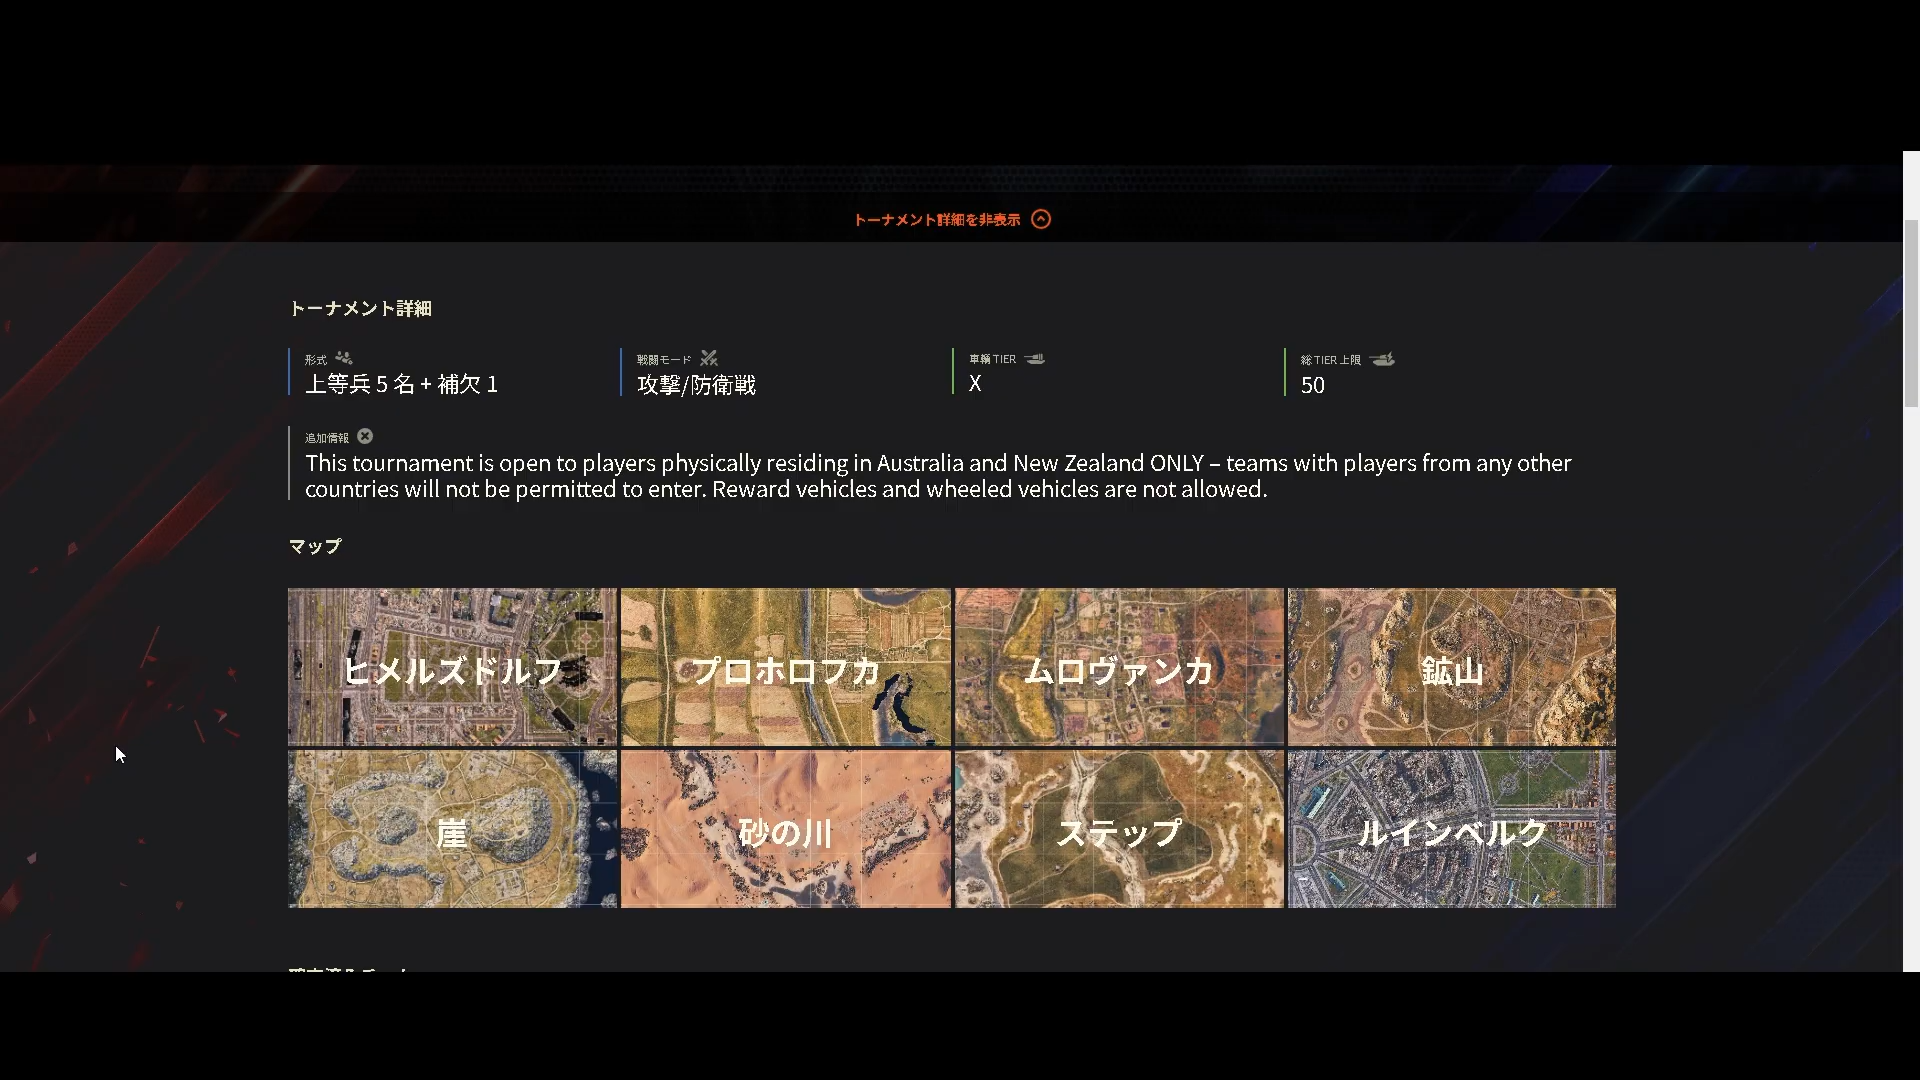 トーナメント詳細を非表示
トーナメント詳細
形式
上等兵 5 名 + 補欠 1
戦闘モード
攻撃/防衛戦
車輌 TIER
X
総 TIER 上限
50
追加情報
This tournament is open to players physically residing in Australia and New Zealand ONLY – teams with players from any other
countries will not be permitted to enter. Reward vehicles and wheeled vehicles are not allowed.
マップ
ヒメルズドルフ
プロホロフカ
ムロヴァンカ
鉱山
崖
砂の川
ステップ
ルインベルク